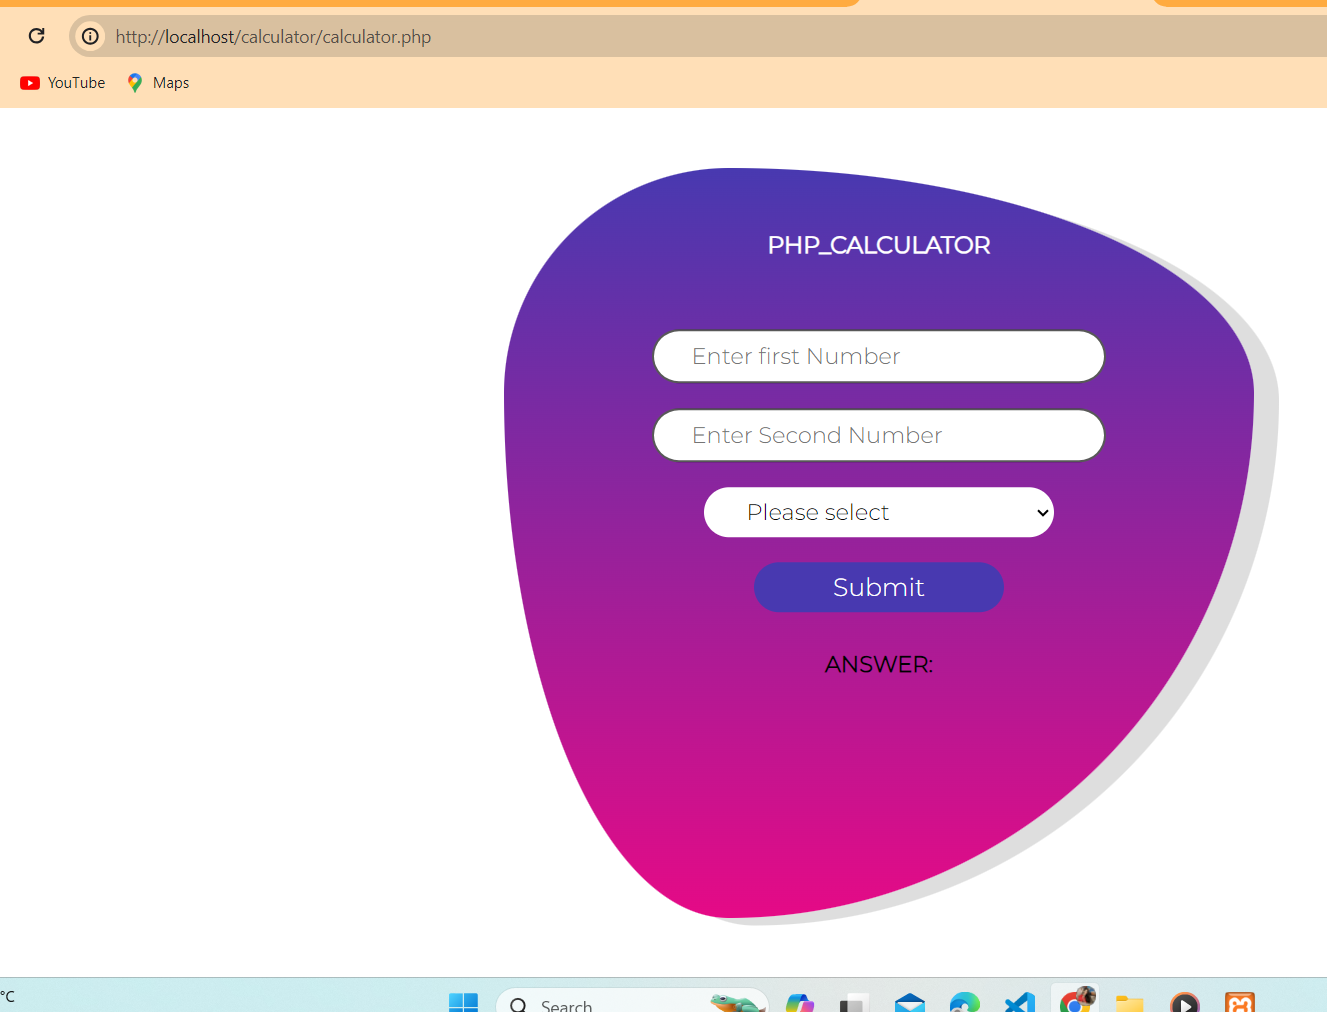 http://localhost/calculator/calculator.php
YouTube Maps
PHP_CALCULATOR
Enter first Number
Enter Second Number
Please select
Submit
ANSWER:
°C
Search